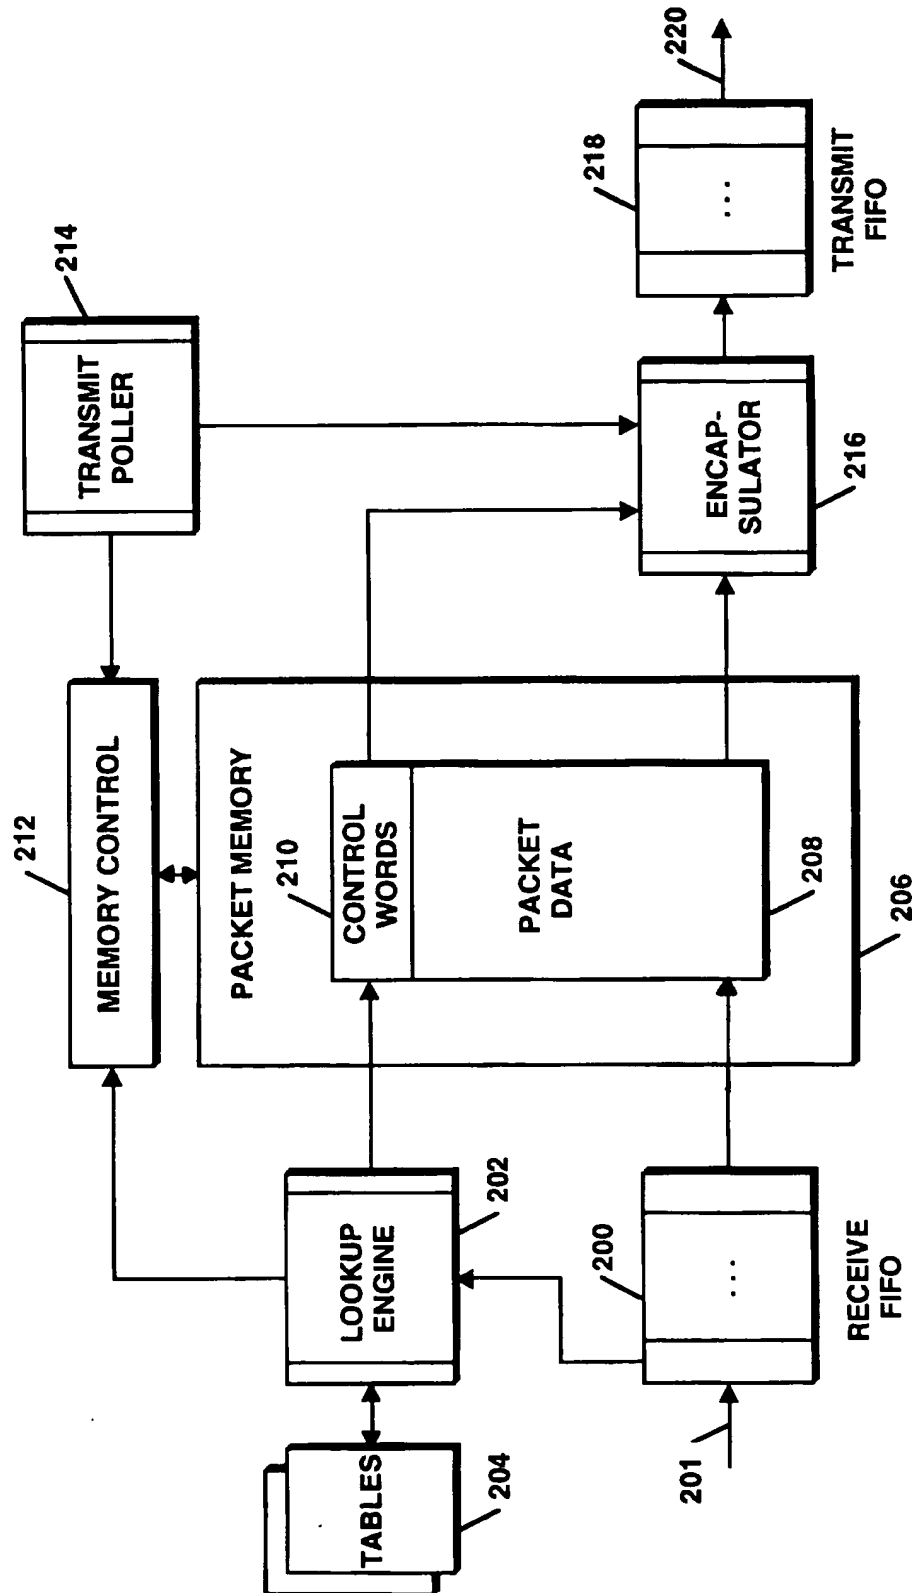 212
MEMORY CONTROL
214
TRANSMIT
POLLER
PACKET MEMORY
210
CONTROL
WORDS
PACKET
DATA
208
206
TABLES
204
LOOKUP
ENGINE
202
201
200
...
RECEIVE
FIFO
ENCAP-
SULATOR
216
218
...
TRANSMIT
FIFO
220